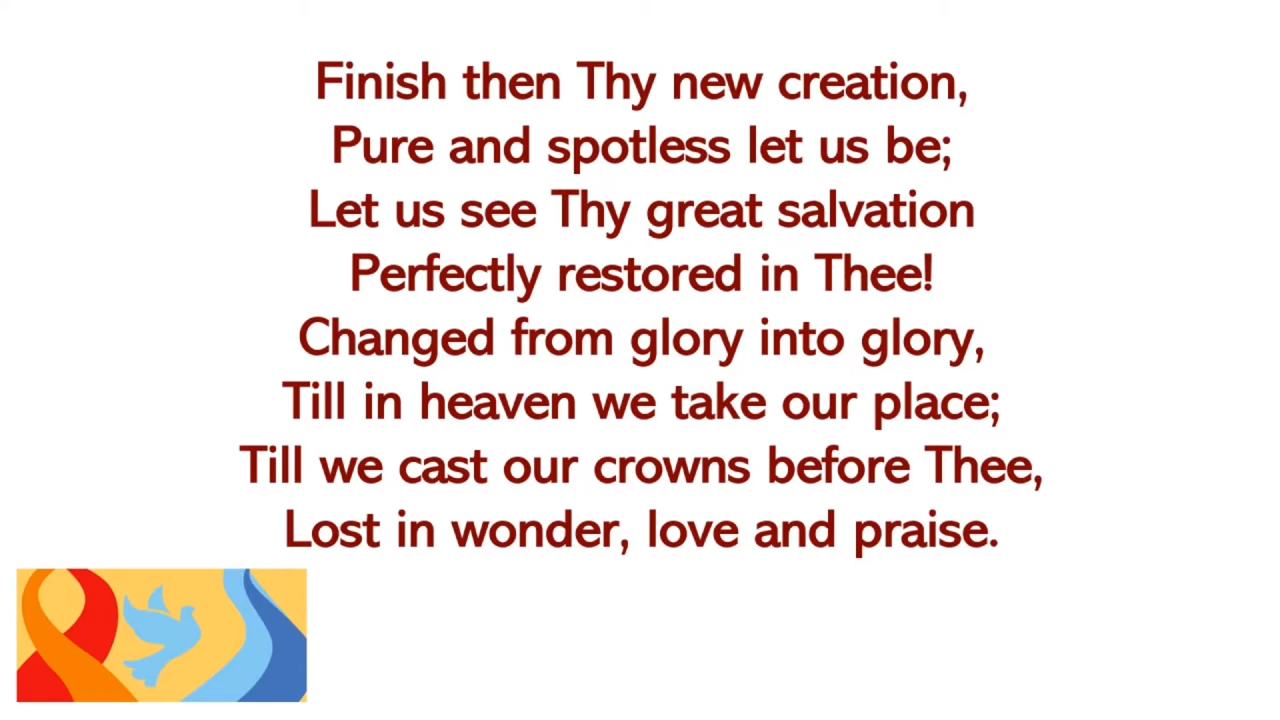 Finish then Thy new creation,
Pure and spotless let us be;
Let us see Thy great salvation
Perfectly restored in Thee!
Changed from glory into glory,
Till in heaven we take our place;
Till we cast our crowns before Thee,
Lost in wonder, love and praise.